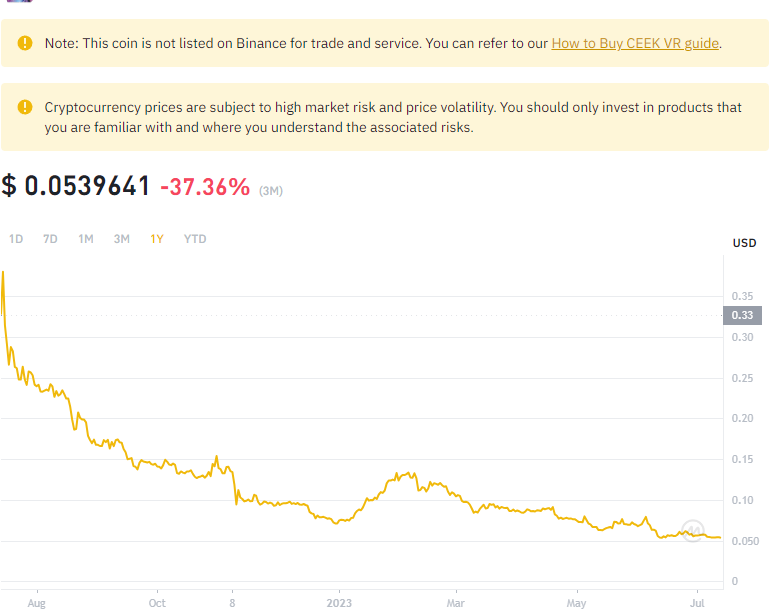 Note: This coin is not listed on Binance for trade and service. You can refer to our How to Buy CEEK VR guide.
Cryptocurrency prices are subject to high market risk and price volatility. You should only invest in products that
you are familiar with and where you understand the associated risks.
$ 0.0539641 -37.36% (3M)
1D 7D 1M 3M 1Y YTD
USD
0.35
0.33
0.30
0.25
0.20
0.15
0.10
0.050
0
Aug Oct 8 2023 Mar May Jul